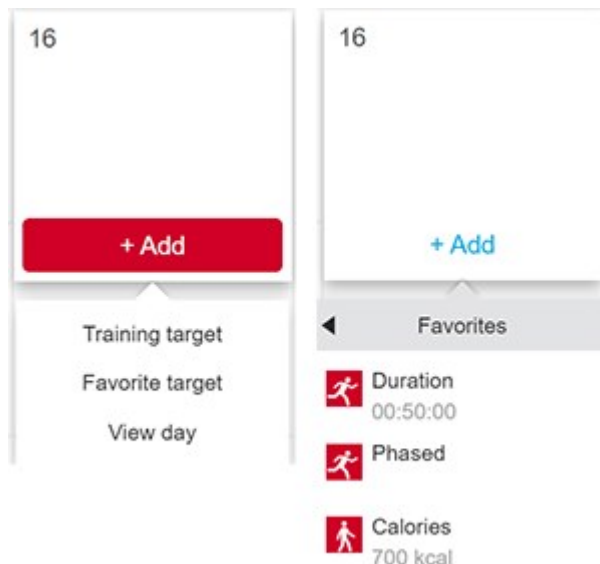 16
+ Add
Training target
Favorite target
View day
16
+ Add
Favorites
Duration
00:50:00
Phased
Calories
700 kcal